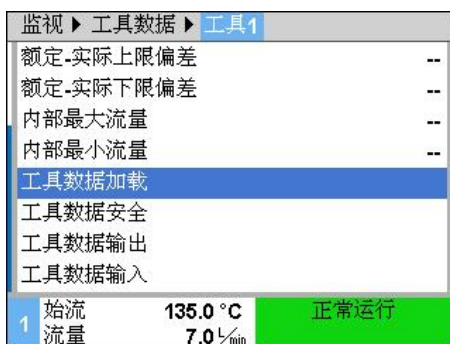 监视 ▶ 工具数据 ▶ 工具1
额定-实际上限偏差 --
额定-实际下限偏差 --
内部最大流量 --
内部最小流量 --
工具数据加载
工具数据安全
工具数据输出
工具数据输入
1 始流 135.0 °C 正常运行
流量 7.0 L/min